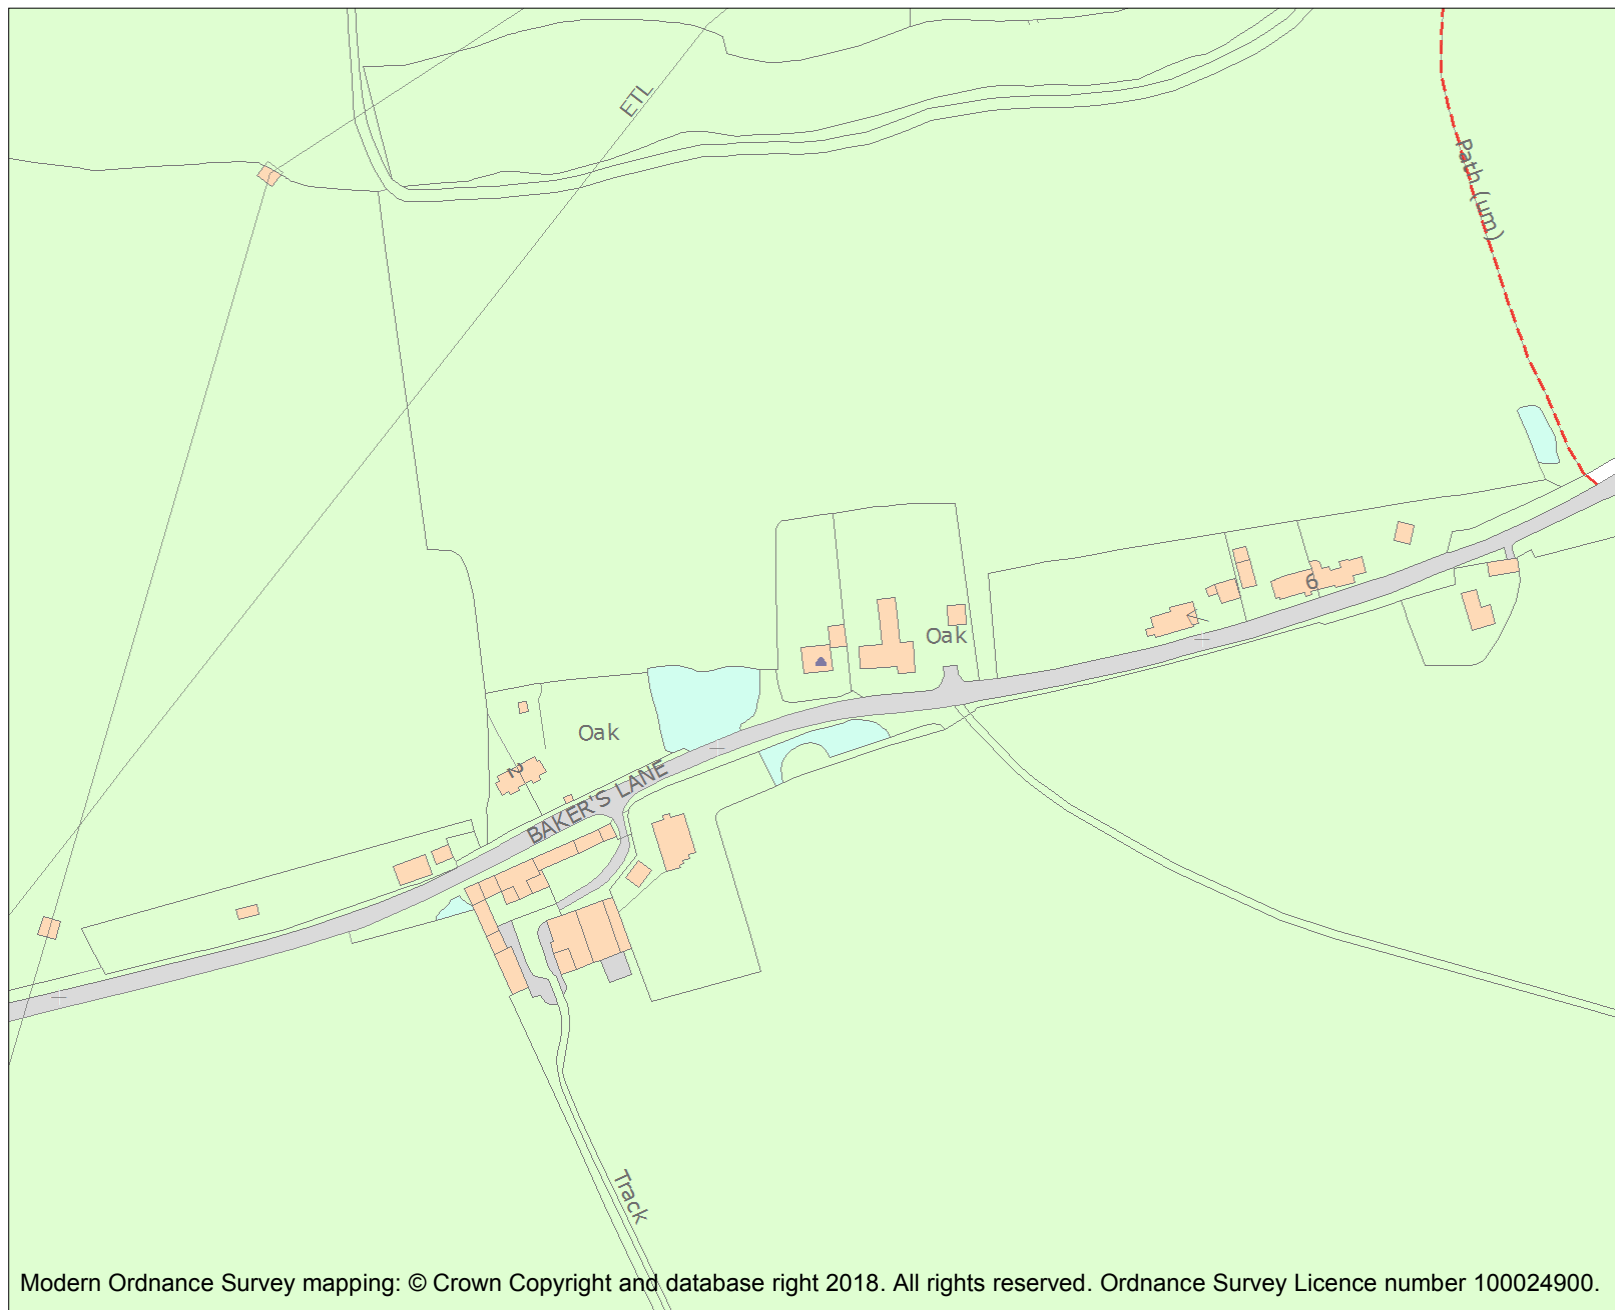 ETL
Path (um)
6
Oak
Oak
2
BAKER'S LANE
Track
Modern Ordnance Survey mapping: © Crown Copyright and database right 2018. All rights reserved. Ordnance Survey Licence number 100024900.